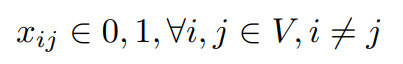 x_{ij} ∈ 0, 1, ∀i, j ∈ V, i ≠ j